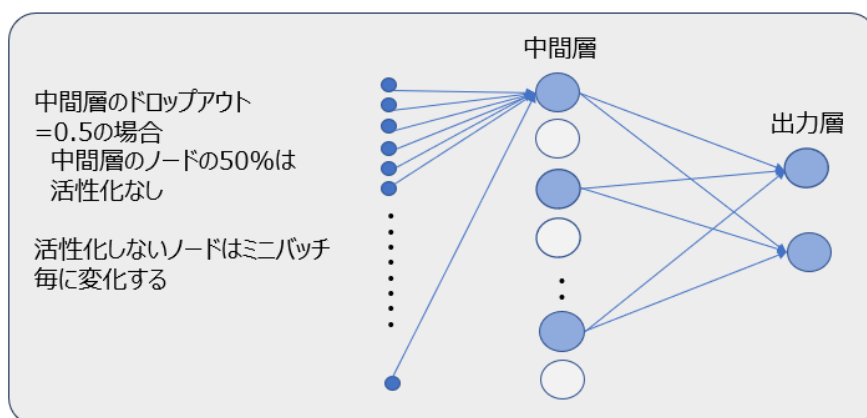 中間層
中間層のドロップアウト
=0.5の場合
中間層のノードの50%は
活性化なし
活性化しないノードはミニバッチ
毎に変化する
出力層